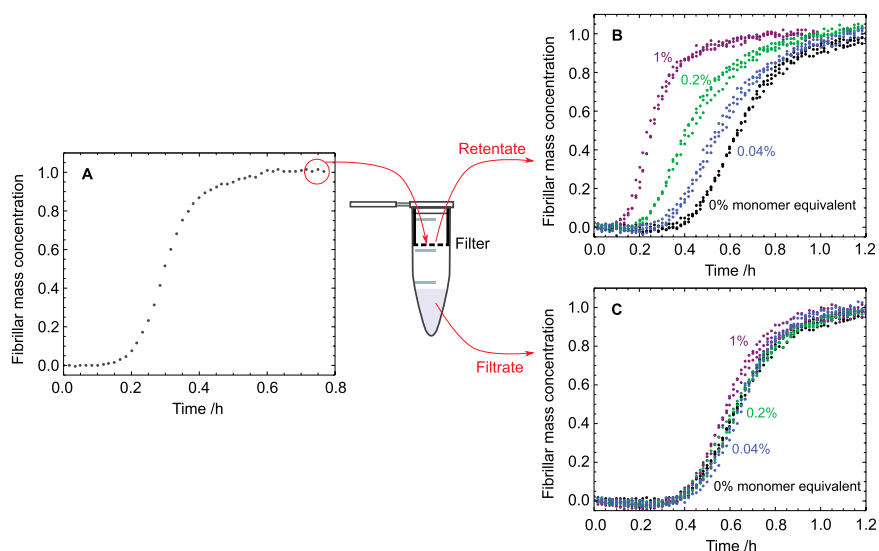 A
Fibrillar mass concentration
1.0
0.8
0.6
0.4
0.2
0.0
0.0 0.2 0.4 0.6 0.8
Time /h
Retentate
Filter
Filtrate
B
Fibrillar mass concentration
1.0
0.8
0.6
0.4
0.2
0.0
1%
0.2%
0.04%
0% monomer equivalent
0.0 0.2 0.4 0.6 0.8 1.0 1.2
Time /h
C
Fibrillar mass concentration
1.0
0.8
0.6
0.4
0.2
0.0
1%
0.2%
0.04%
0% monomer equivalent
0.0 0.2 0.4 0.6 0.8 1.0 1.2
Time /h